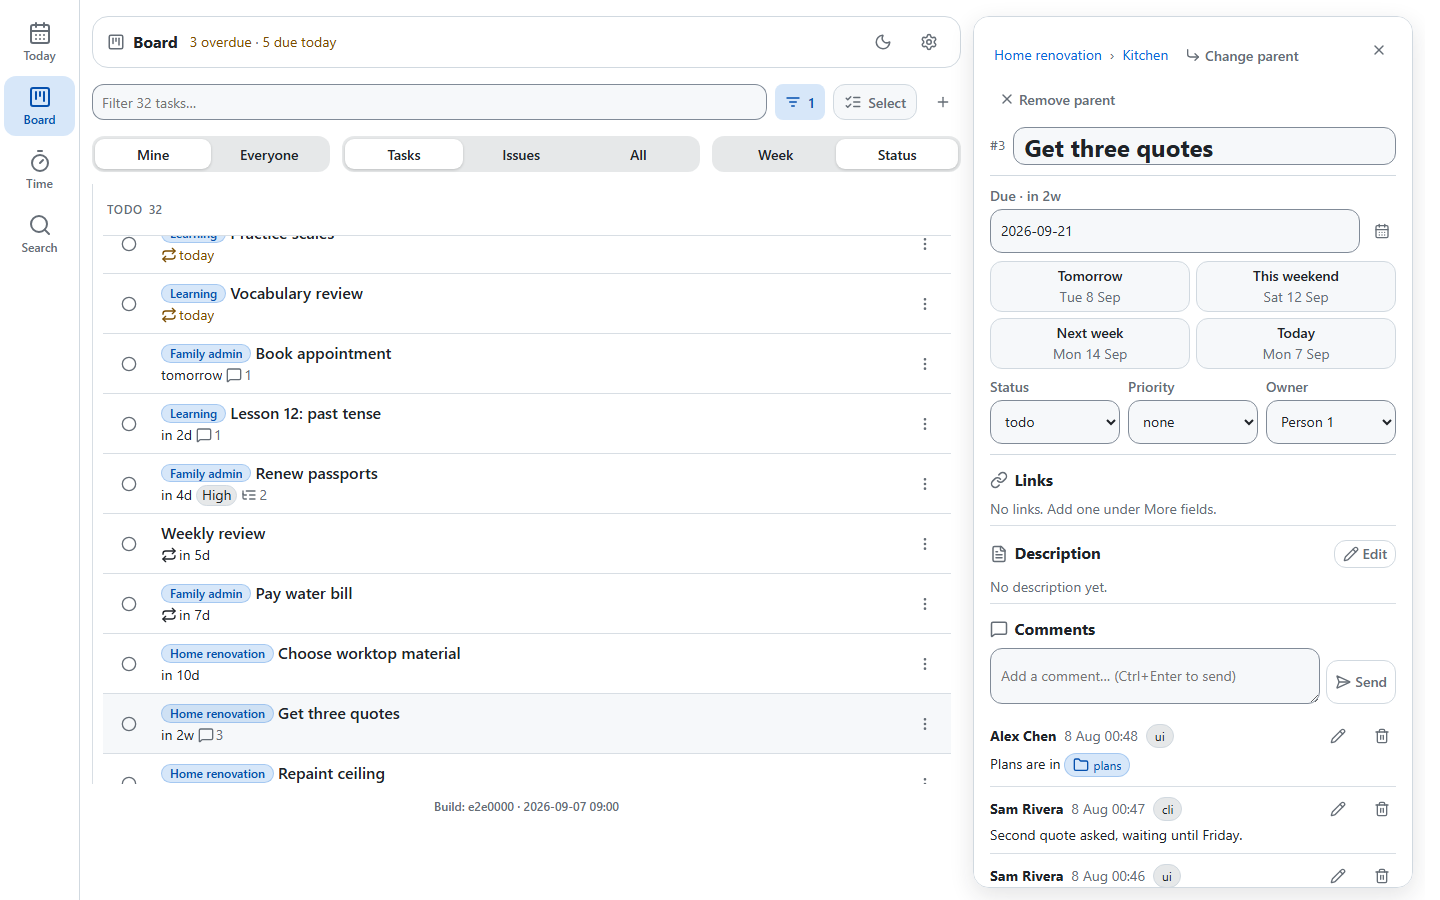 Today
Board
Time
Search
Board 3 overdue · 5 due today
Filter 32 tasks...
1
Select
Mine Everyone
Tasks Issues All
Week Status
TODO 32
Learning Practice scales
today
Learning Vocabulary review
today
Family admin Book appointment
tomorrow 1
Learning Lesson 12: past tense
in 2d 1
Family admin Renew passports
in 4d High 2
Weekly review
in 5d
Family admin Pay water bill
in 7d
Home renovation Choose worktop material
in 10d
Home renovation Get three quotes
in 2w 3
Home renovation Repaint ceiling
Build: e2e0000 · 2026-09-07 09:00
Home renovation › Kitchen Change parent
Remove parent
#3 Get three quotes
Due · in 2w
2026-09-21
Tomorrow
Tue 8 Sep
This weekend
Sat 12 Sep
Next week
Mon 14 Sep
Today
Mon 7 Sep
Status Priority Owner
todo none Person 1
Links
No links. Add one under More fields.
Description Edit
No description yet.
Comments
Add a comment... (Ctrl+Enter to send)
Send
Alex Chen 8 Aug 00:48 ui
Plans are in plans
Sam Rivera 8 Aug 00:47 cli
Second quote asked, waiting until Friday.
Sam Rivera 8 Aug 00:46 ui